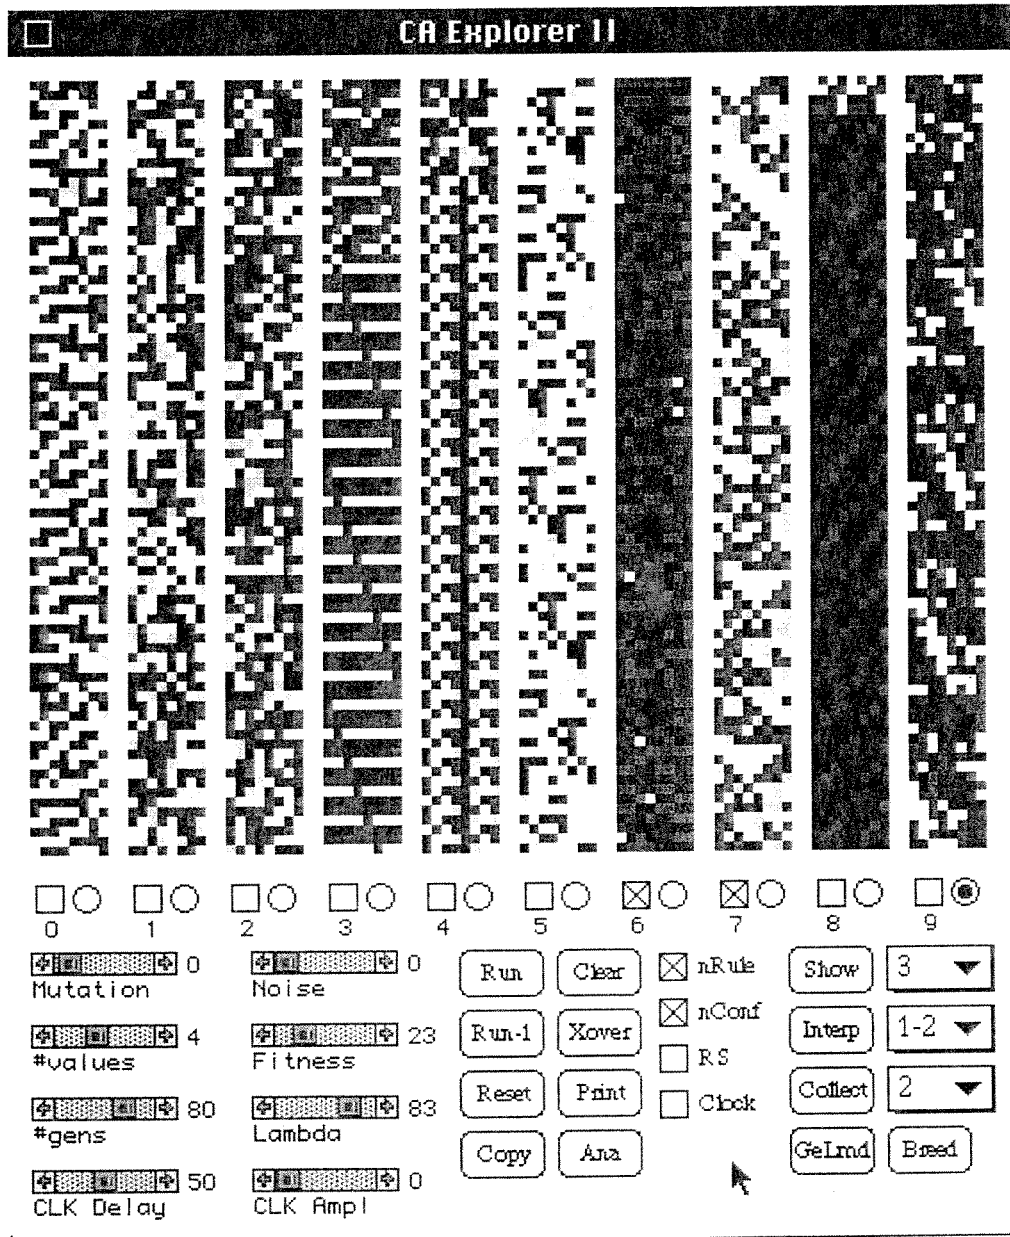 CA Explorer II
0 1 2 3 4 5 6 7 8 9
0 0 Run Clear nRule Show 3
Mutation Noise
nConf
4 23 Run-1 Xover Interp 1-2
#values Fitness
RS
80 83 Reset Print Clock Collect 2
#gens Lambda
50 0 Copy Ana GeLmd Breed
CLK Delay CLK Ampl